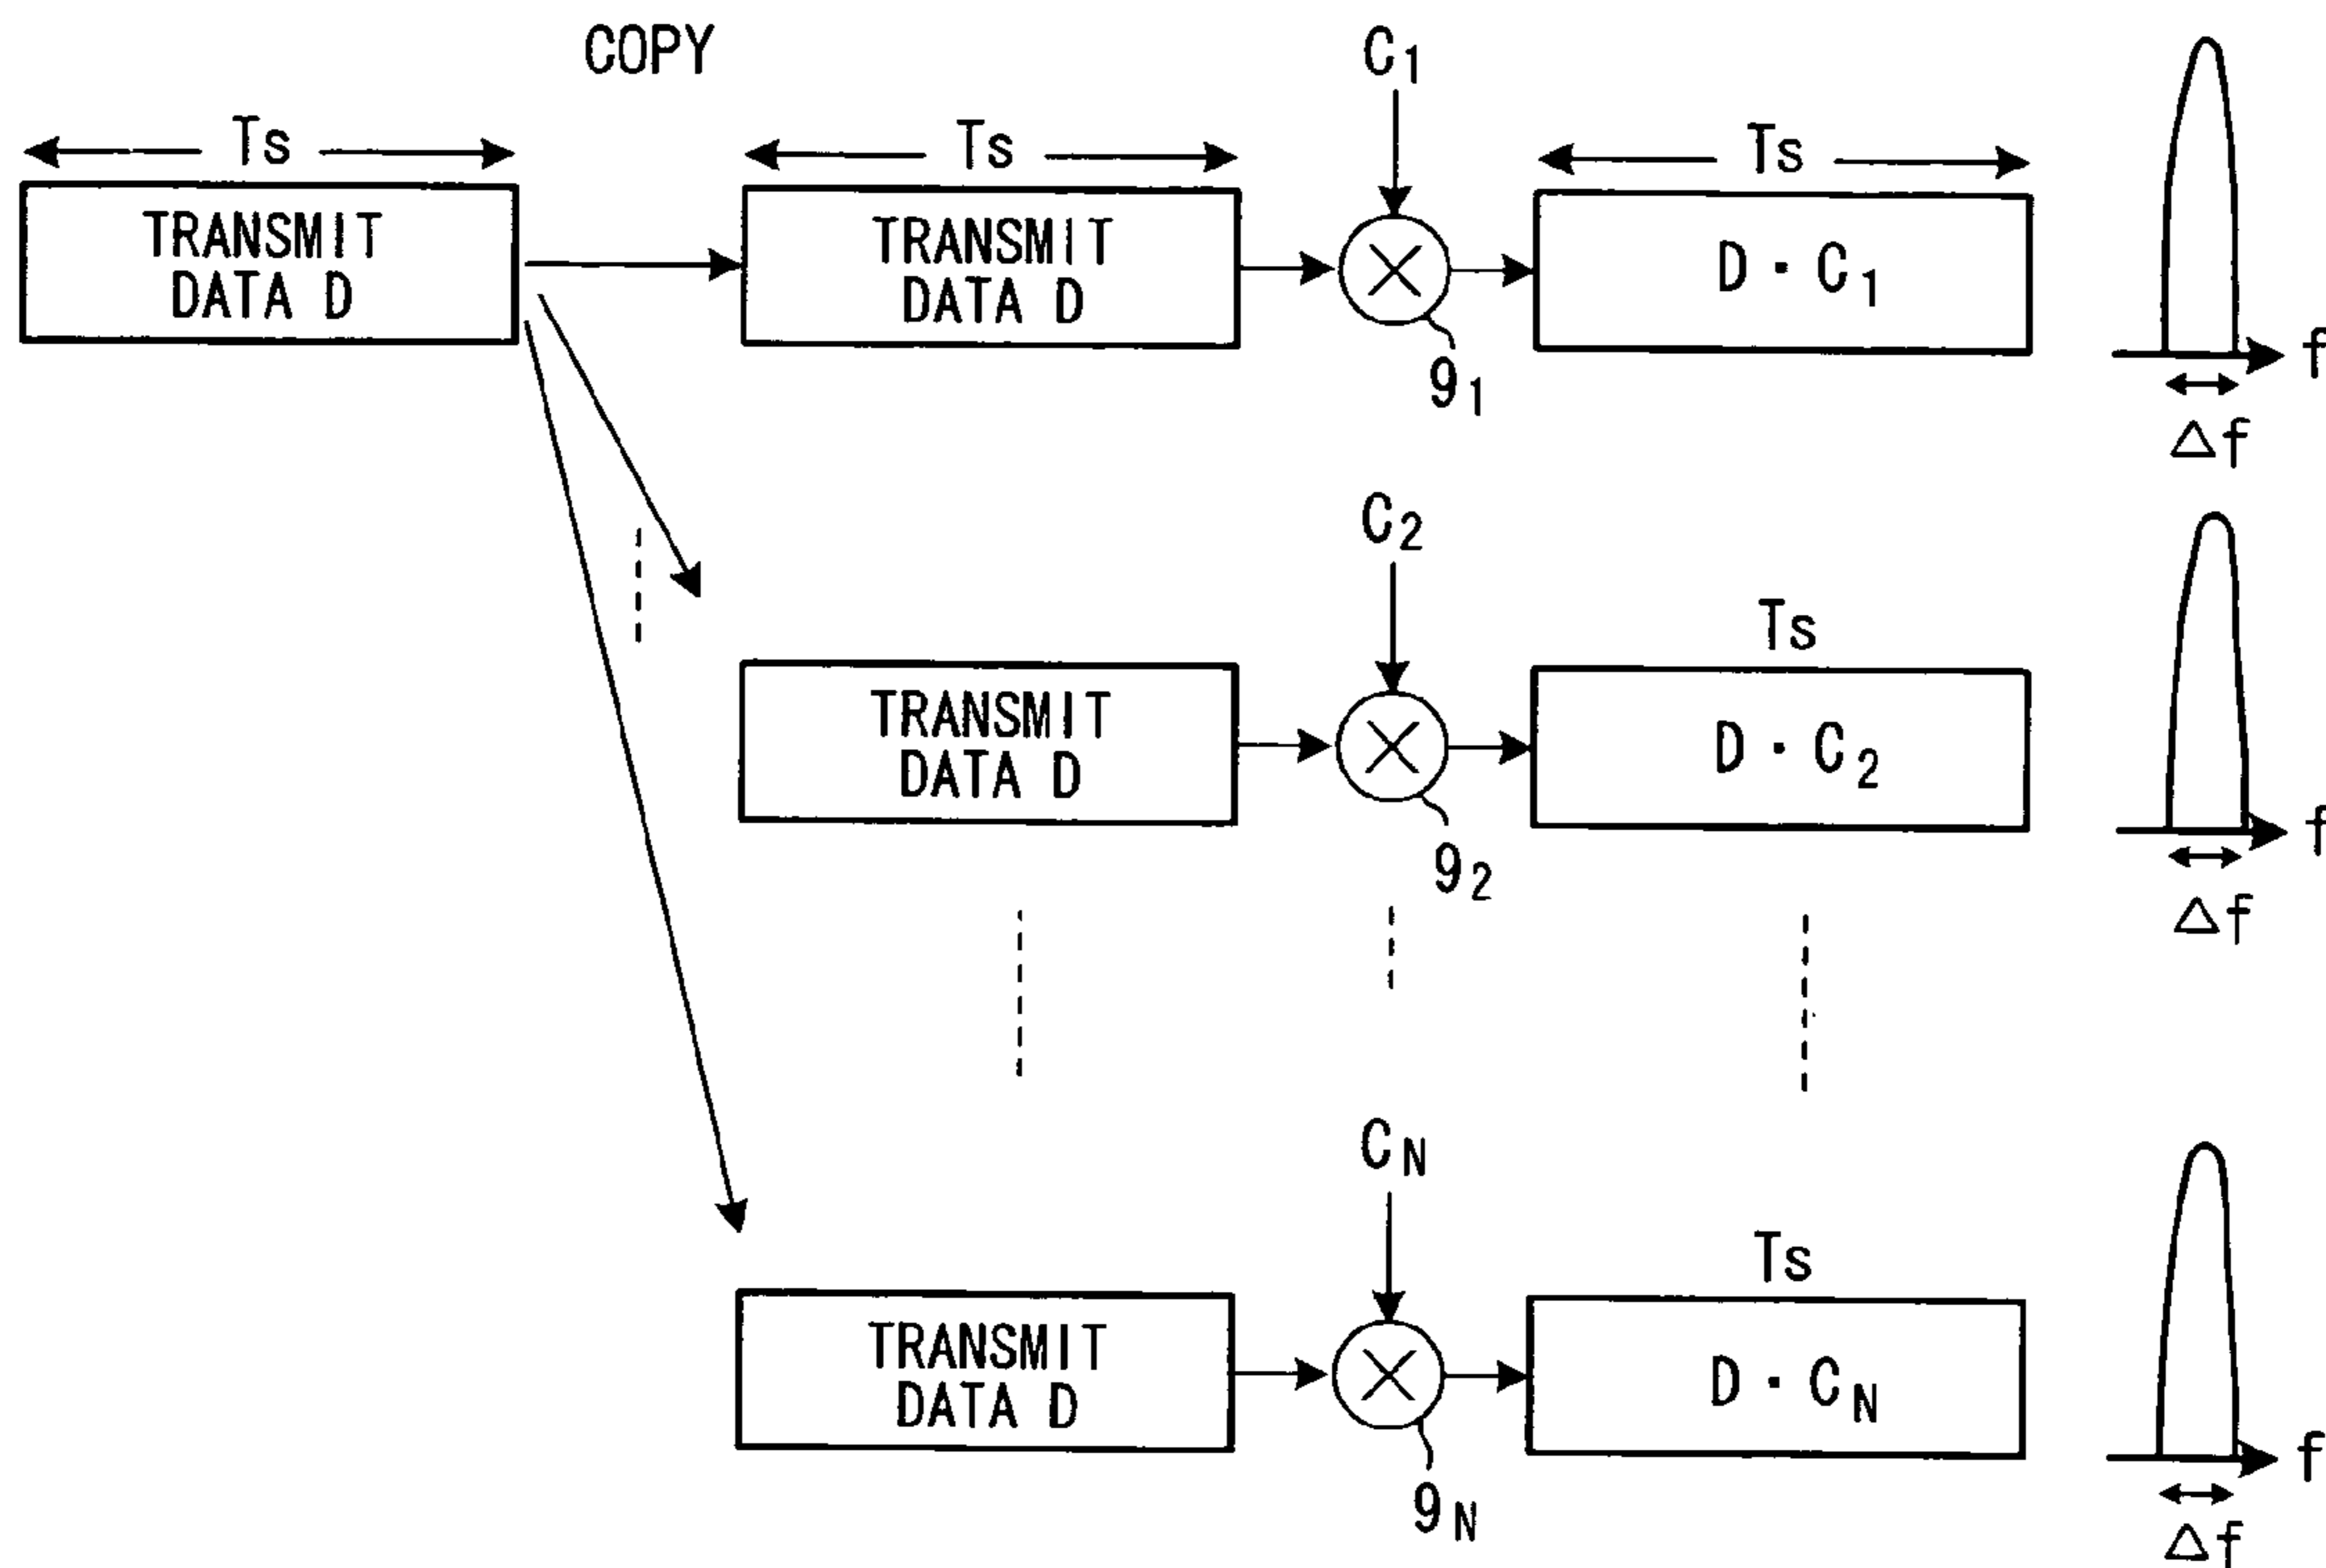 COPY
C1
Ts
Ts
Ts
TRANSMIT
DATA D
TRANSMIT
DATA D
D · C1
f
91
Δf
C2
Ts
TRANSMIT
DATA D
D · C2
f
92
Δf
CN
Ts
TRANSMIT
DATA D
D · CN
f
9N
Δf